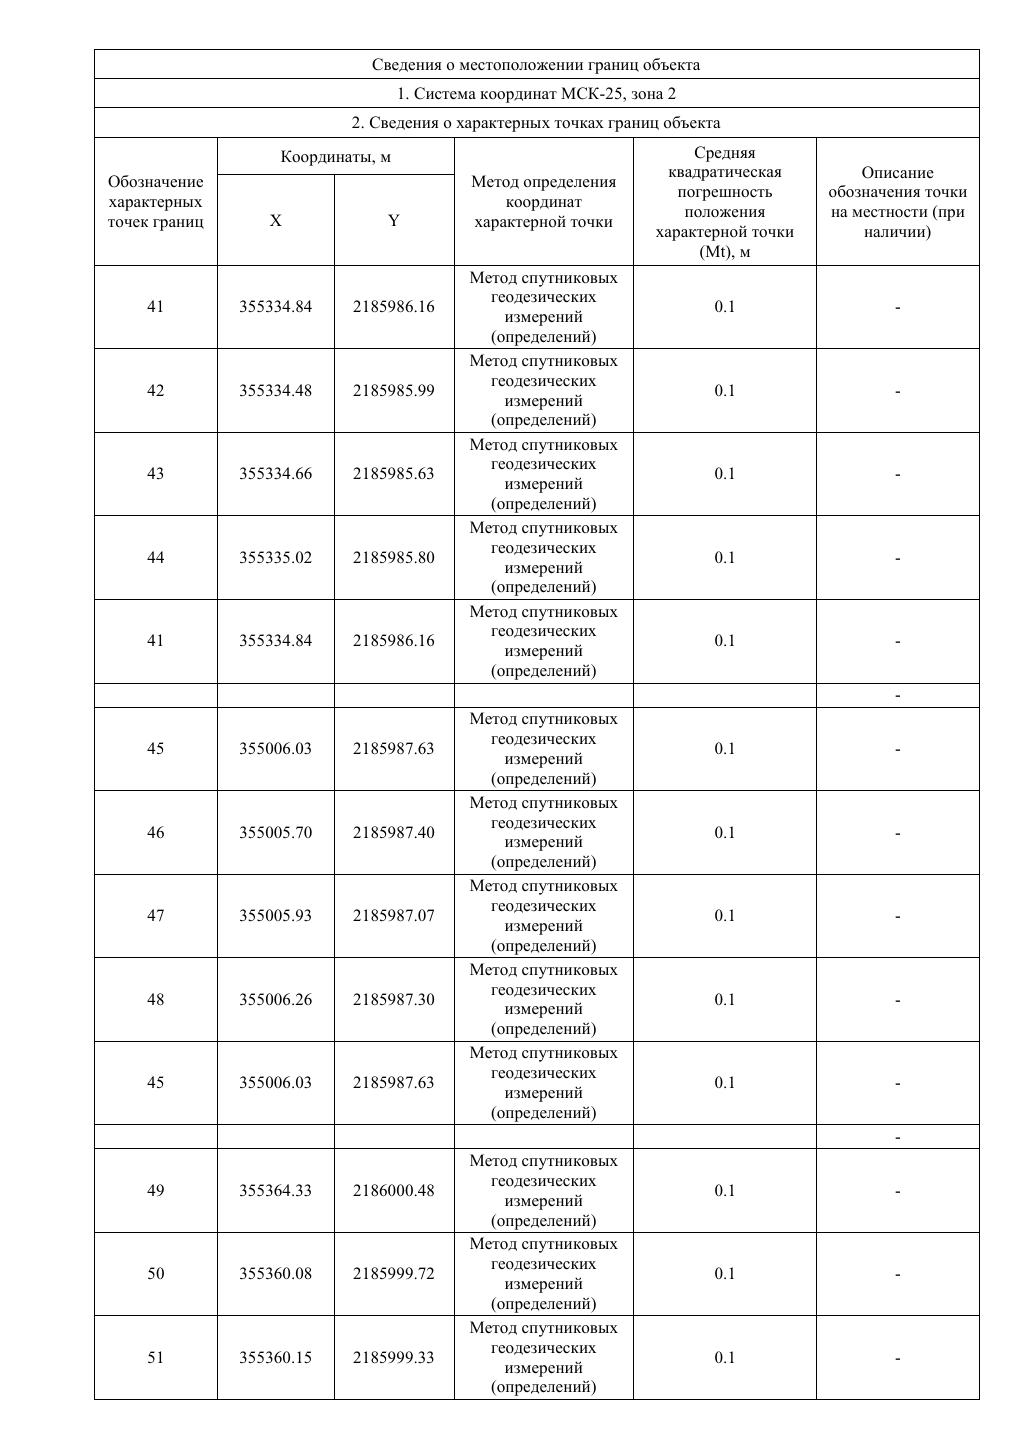 Сведения о местоположении границ объекта
1. Система координат МСК-25, зона 2
2. Сведения о характерных точках границ объекта
Обозначение
характерных
точек границ
Координаты, м
X
Y
Метод определения
координат
характерной точки
Средняя
квадратическая
погрешность
положения
характерной точки
(Mt), м
Описание
обозначения точки
на местности (при
наличии)
41 355334.84 2185986.16 Метод спутниковых
геодезических
измерений
(определений) 0.1 -
42 355334.48 2185985.99 Метод спутниковых
геодезических
измерений
(определений) 0.1 -
43 355334.66 2185985.63 Метод спутниковых
геодезических
измерений
(определений) 0.1 -
44 355335.02 2185985.80 Метод спутниковых
геодезических
измерений
(определений) 0.1 -
41 355334.84 2185986.16 Метод спутниковых
геодезических
измерений
(определений) 0.1 -
-
45 355006.03 2185987.63 Метод спутниковых
геодезических
измерений
(определений) 0.1 -
46 355005.70 2185987.40 Метод спутниковых
геодезических
измерений
(определений) 0.1 -
47 355005.93 2185987.07 Метод спутниковых
геодезических
измерений
(определений) 0.1 -
48 355006.26 2185987.30 Метод спутниковых
геодезических
измерений
(определений) 0.1 -
45 355006.03 2185987.63 Метод спутниковых
геодезических
измерений
(определений) 0.1 -
-
49 355364.33 2186000.48 Метод спутниковых
геодезических
измерений
(определений) 0.1 -
50 355360.08 2185999.72 Метод спутниковых
геодезических
измерений
(определений) 0.1 -
51 355360.15 2185999.33 Метод спутниковых
геодезических
измерений
(определений) 0.1 -